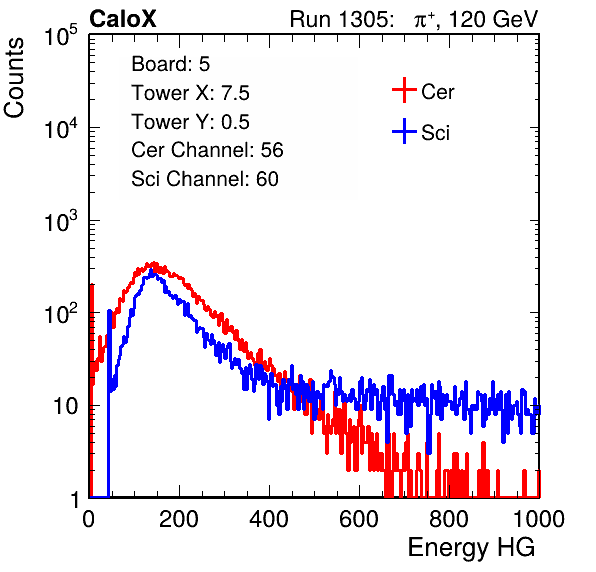 CaloX Run 1305: π⁺, 120 GeV
Counts
Board: 5
Tower X: 7.5
Tower Y: 0.5
Cer Channel: 56
Sci Channel: 60
Cer
Sci
10⁵
10⁴
10³
10²
10
1
0 200 400 600 800 1000
Energy HG